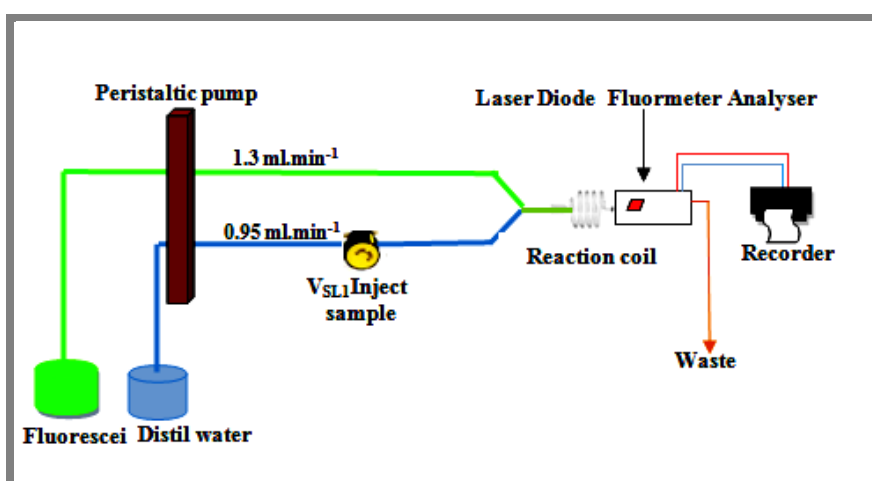 Peristaltic pump
Laser Diode Fluormeter Analyser
1.3 ml.min⁻¹
0.95 ml.min⁻¹
V_SL1 Inject
sample
Reaction coil
Recorder
Waste
Fluorescei
Distil water